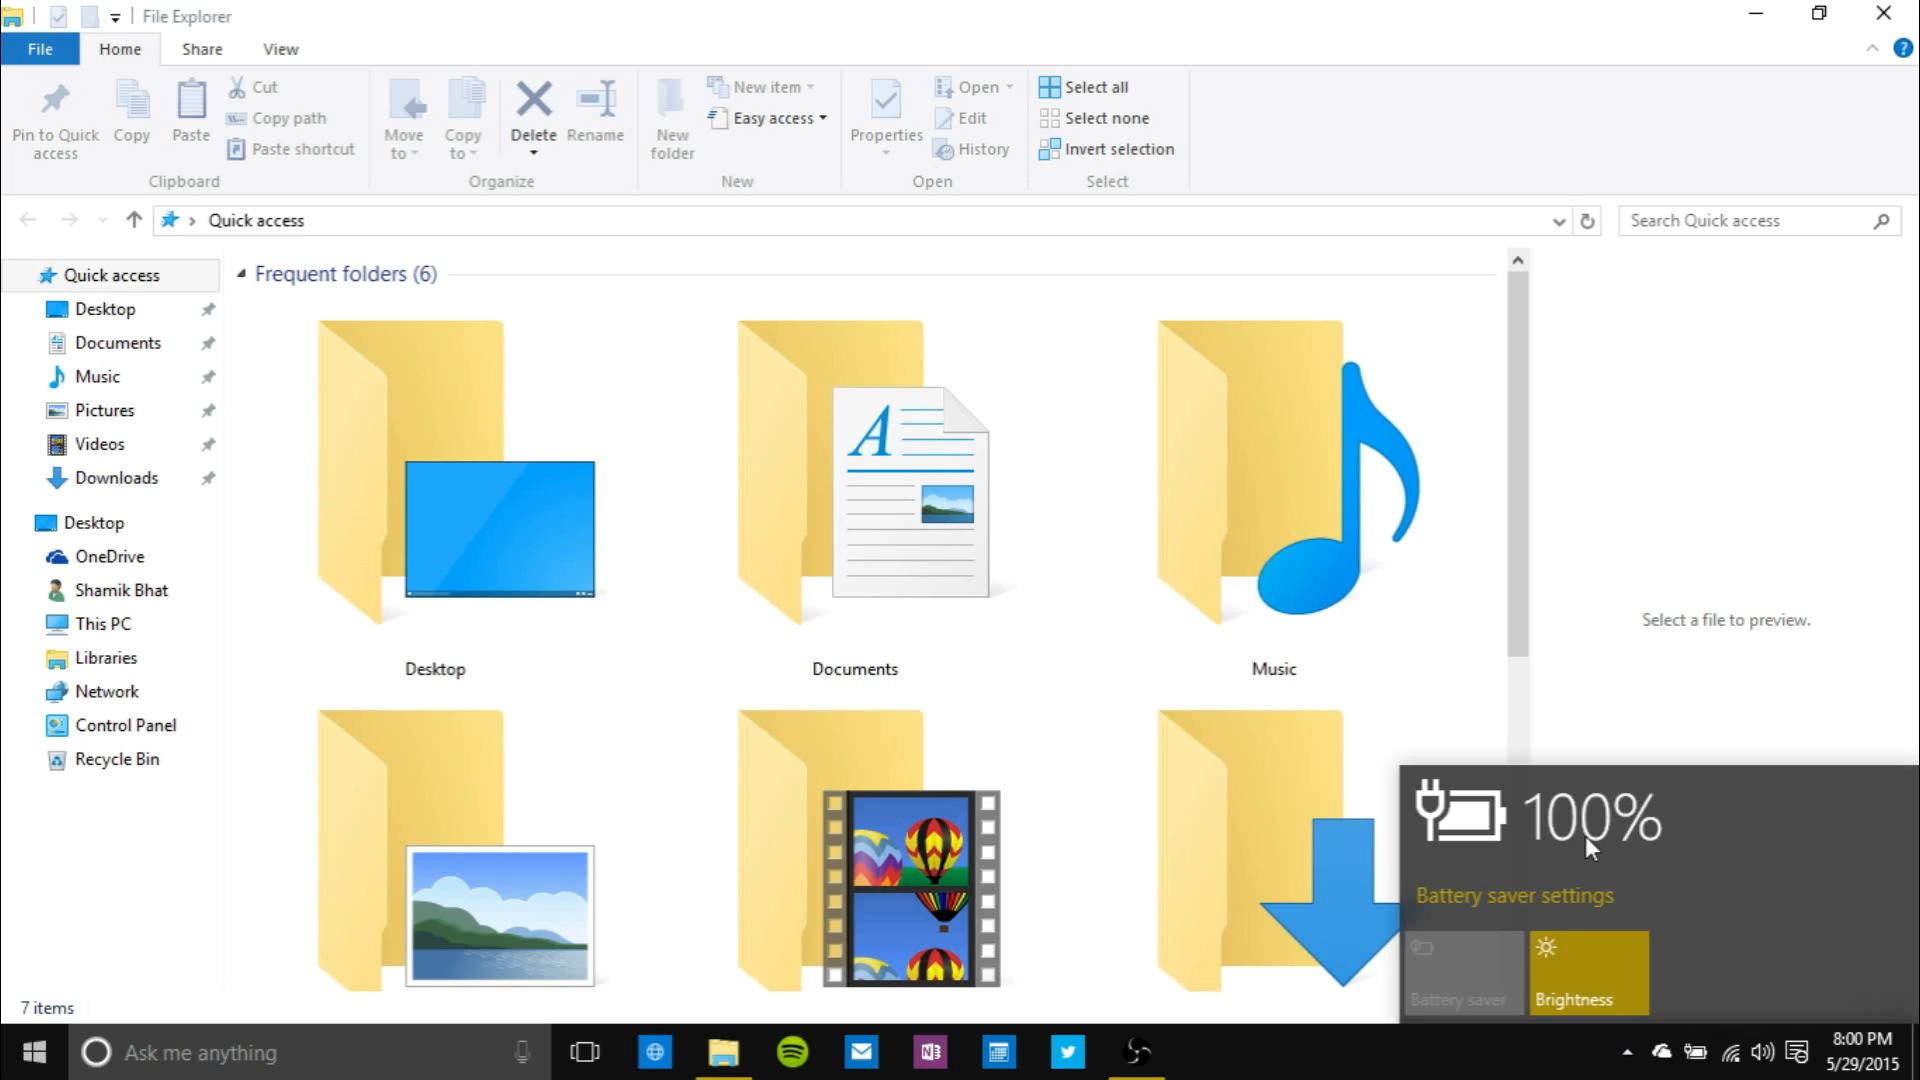 File Explorer
File Home Share View
Pin to Quick access
Copy
Paste
Cut
Copy path
Paste shortcut
Clipboard
Move to
Copy to
Delete
Rename
Organize
New folder
New item
Easy access
New
Properties
Open
Edit
History
Open
Select all
Select none
Invert selection
Select
Quick access
Search Quick access
Quick access
Desktop
Documents
Music
Pictures
Videos
Downloads
Desktop
OneDrive
Shamik Bhat
This PC
Libraries
Network
Control Panel
Recycle Bin
Frequent folders (6)
Desktop
Documents
Music
Select a file to preview.
100%
Battery saver settings
Battery saver
Brightness
7 items
Ask me anything
8:00 PM
5/29/2015